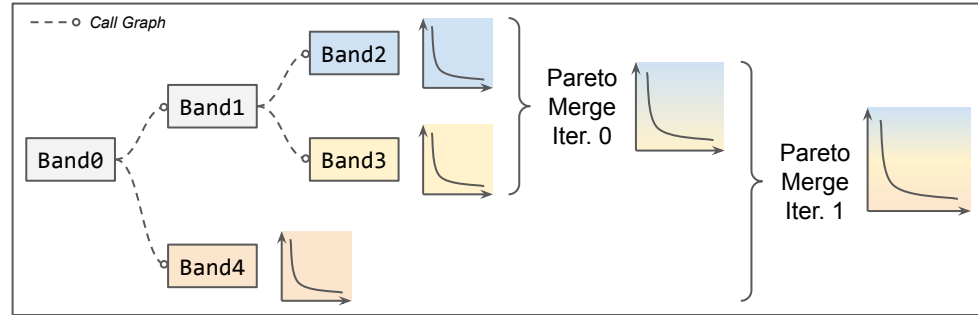 Call Graph
Band0
Band1
Band2
Band3
Band4
Pareto
Merge
Iter. 0
Pareto
Merge
Iter. 1